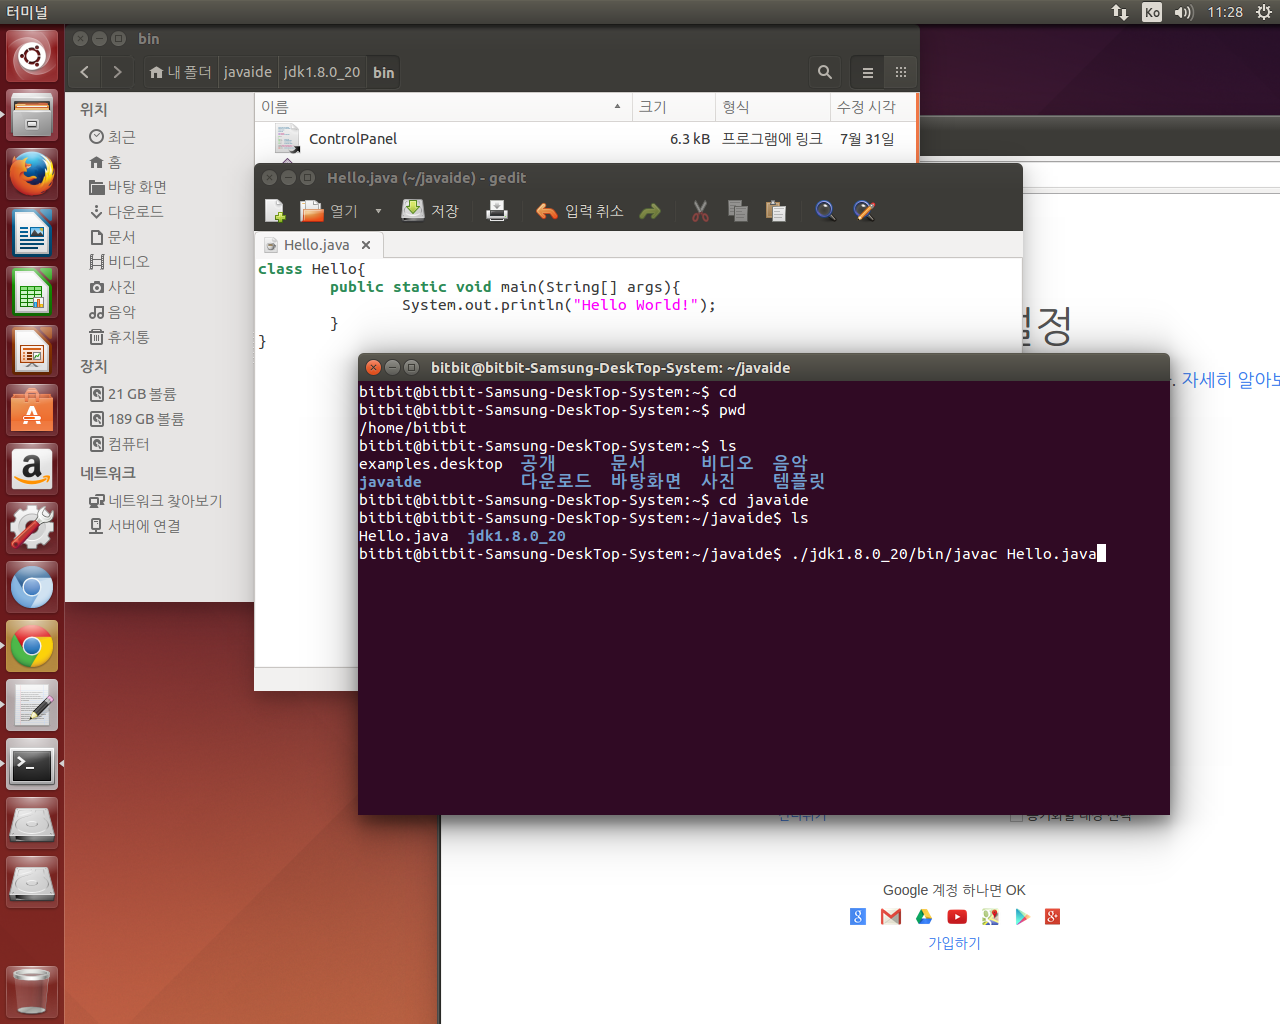 터미널
Ko
11:28
bin
내 폴더
javaide
jdk1.8.0_20
bin
위치
최근
홈
바탕 화면
다운로드
문서
비디오
사진
음악
휴지통
장치
21 GB 볼륨
189 GB 볼륨
컴퓨터
네트워크
네트워크 찾아보기
서버에 연결
이름 크기 형식 수정 시각
ControlPanel 6.3 kB 프로그램에 링크 7월 31일
Hello.java (~/javaide) - gedit
열기 저장 입력 취소
Hello.java
class Hello{
public static void main(String[] args){
System.out.println("Hello World!");
}
}
bitbit@bitbit-Samsung-DeskTop-System: ~/javaide
bitbit@bitbit-Samsung-DeskTop-System:~$ cd
bitbit@bitbit-Samsung-DeskTop-System:~$ pwd
/home/bitbit
bitbit@bitbit-Samsung-DeskTop-System:~$ ls
examples.desktop 공개 문서 비디오 음악
javaide 다운로드 바탕화면 사진 템플릿
bitbit@bitbit-Samsung-DeskTop-System:~$ cd javaide
bitbit@bitbit-Samsung-DeskTop-System:~/javaide$ ls
Hello.java jdk1.8.0_20
bitbit@bitbit-Samsung-DeskTop-System:~/javaide$ ./jdk1.8.0_20/bin/javac Hello.java
정
자세히
Google 계정 하나면 OK
가입하기